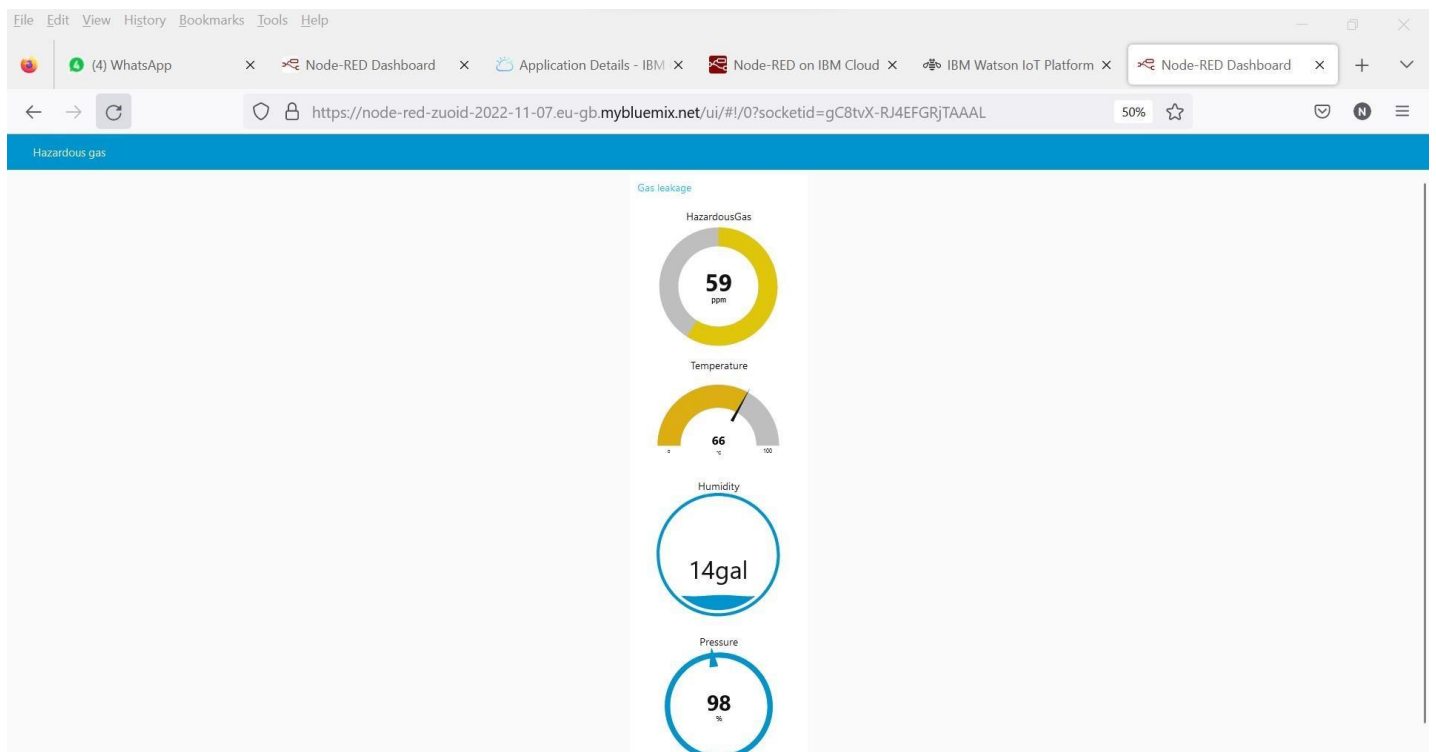 File Edit View History Bookmarks Tools Help
(4) WhatsApp Node-RED Dashboard Application Details - IBM Node-RED on IBM Cloud IBM Watson IoT Platform Node-RED Dashboard
https://node-red-zuoid-2022-11-07.eu-gb.mybluemix.net/ui/#!/0?socketid=gC8tvX-RJ4EFGRjTAAAL 50% N
Hazardous gas
Gas leakage
HazardousGas
59
ppm
Temperature
66
0 °C 100
Humidity
14gal
Pressure
98
%